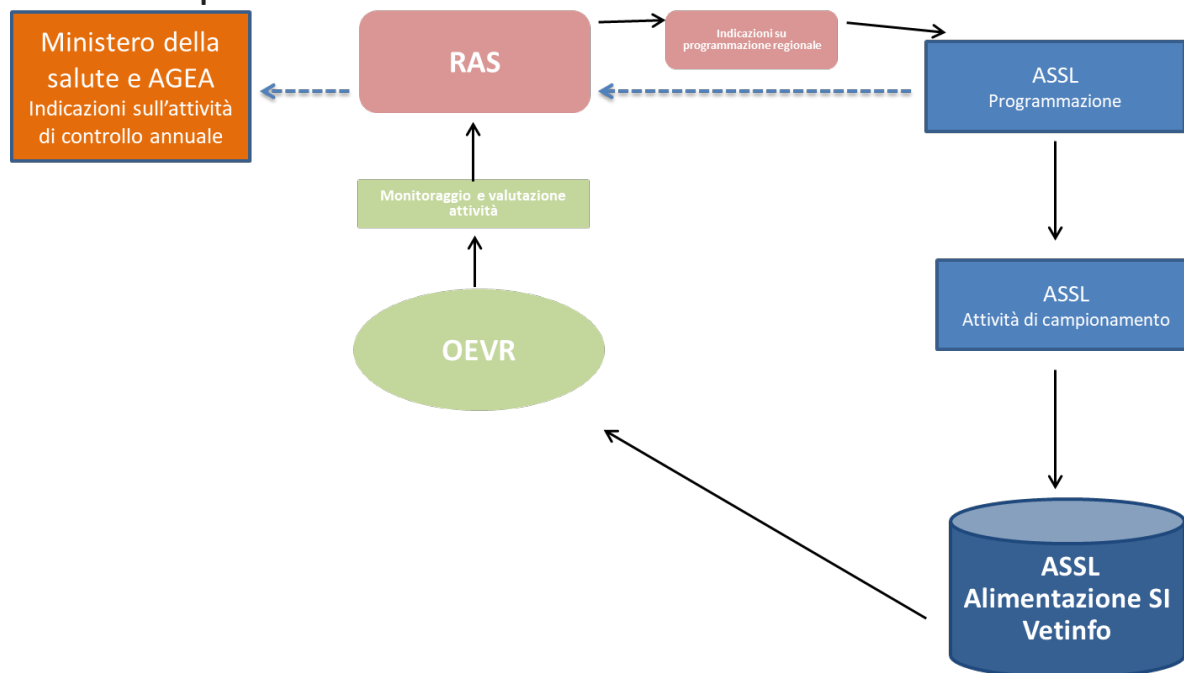 Ministero della
salute e AGEA
Indicazioni sull'attività
di controllo annuale
RAS
Indicazioni su
programmazione regionale
ASSL
Programmazione
Monitoraggio e valutazione
attività
OEVR
ASSL
Attività di campionamento
ASSL
Alimentazione SI
Vetinfo